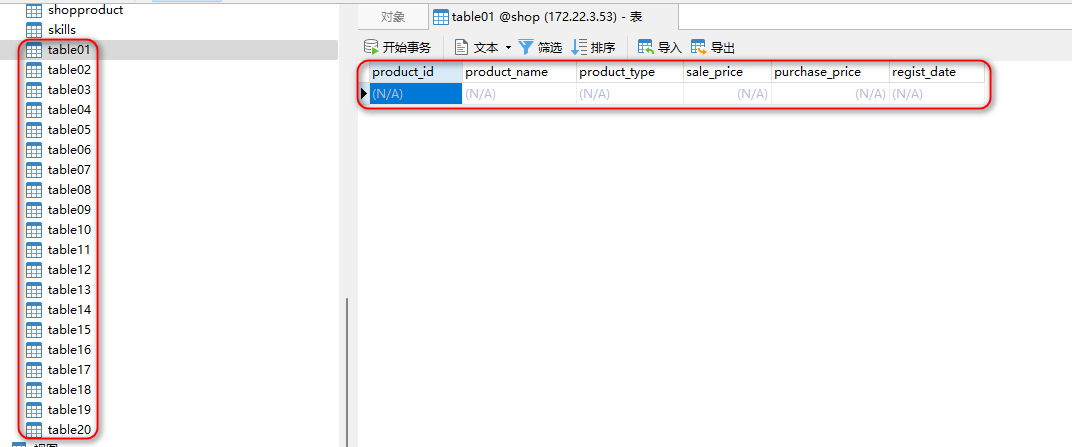 shopproduct
skills
table01
table02
table03
table04
table05
table06
table07
table08
table09
table10
table11
table12
table13
table14
table15
table16
table17
table18
table19
table20
对象 table01 @shop (172.22.3.53) - 表
开始事务 文本 筛选 排序 导入 导出
product_id product_name product_type sale_price purchase_price regist_date
(N/A) (N/A) (N/A) (N/A) (N/A) (N/A)